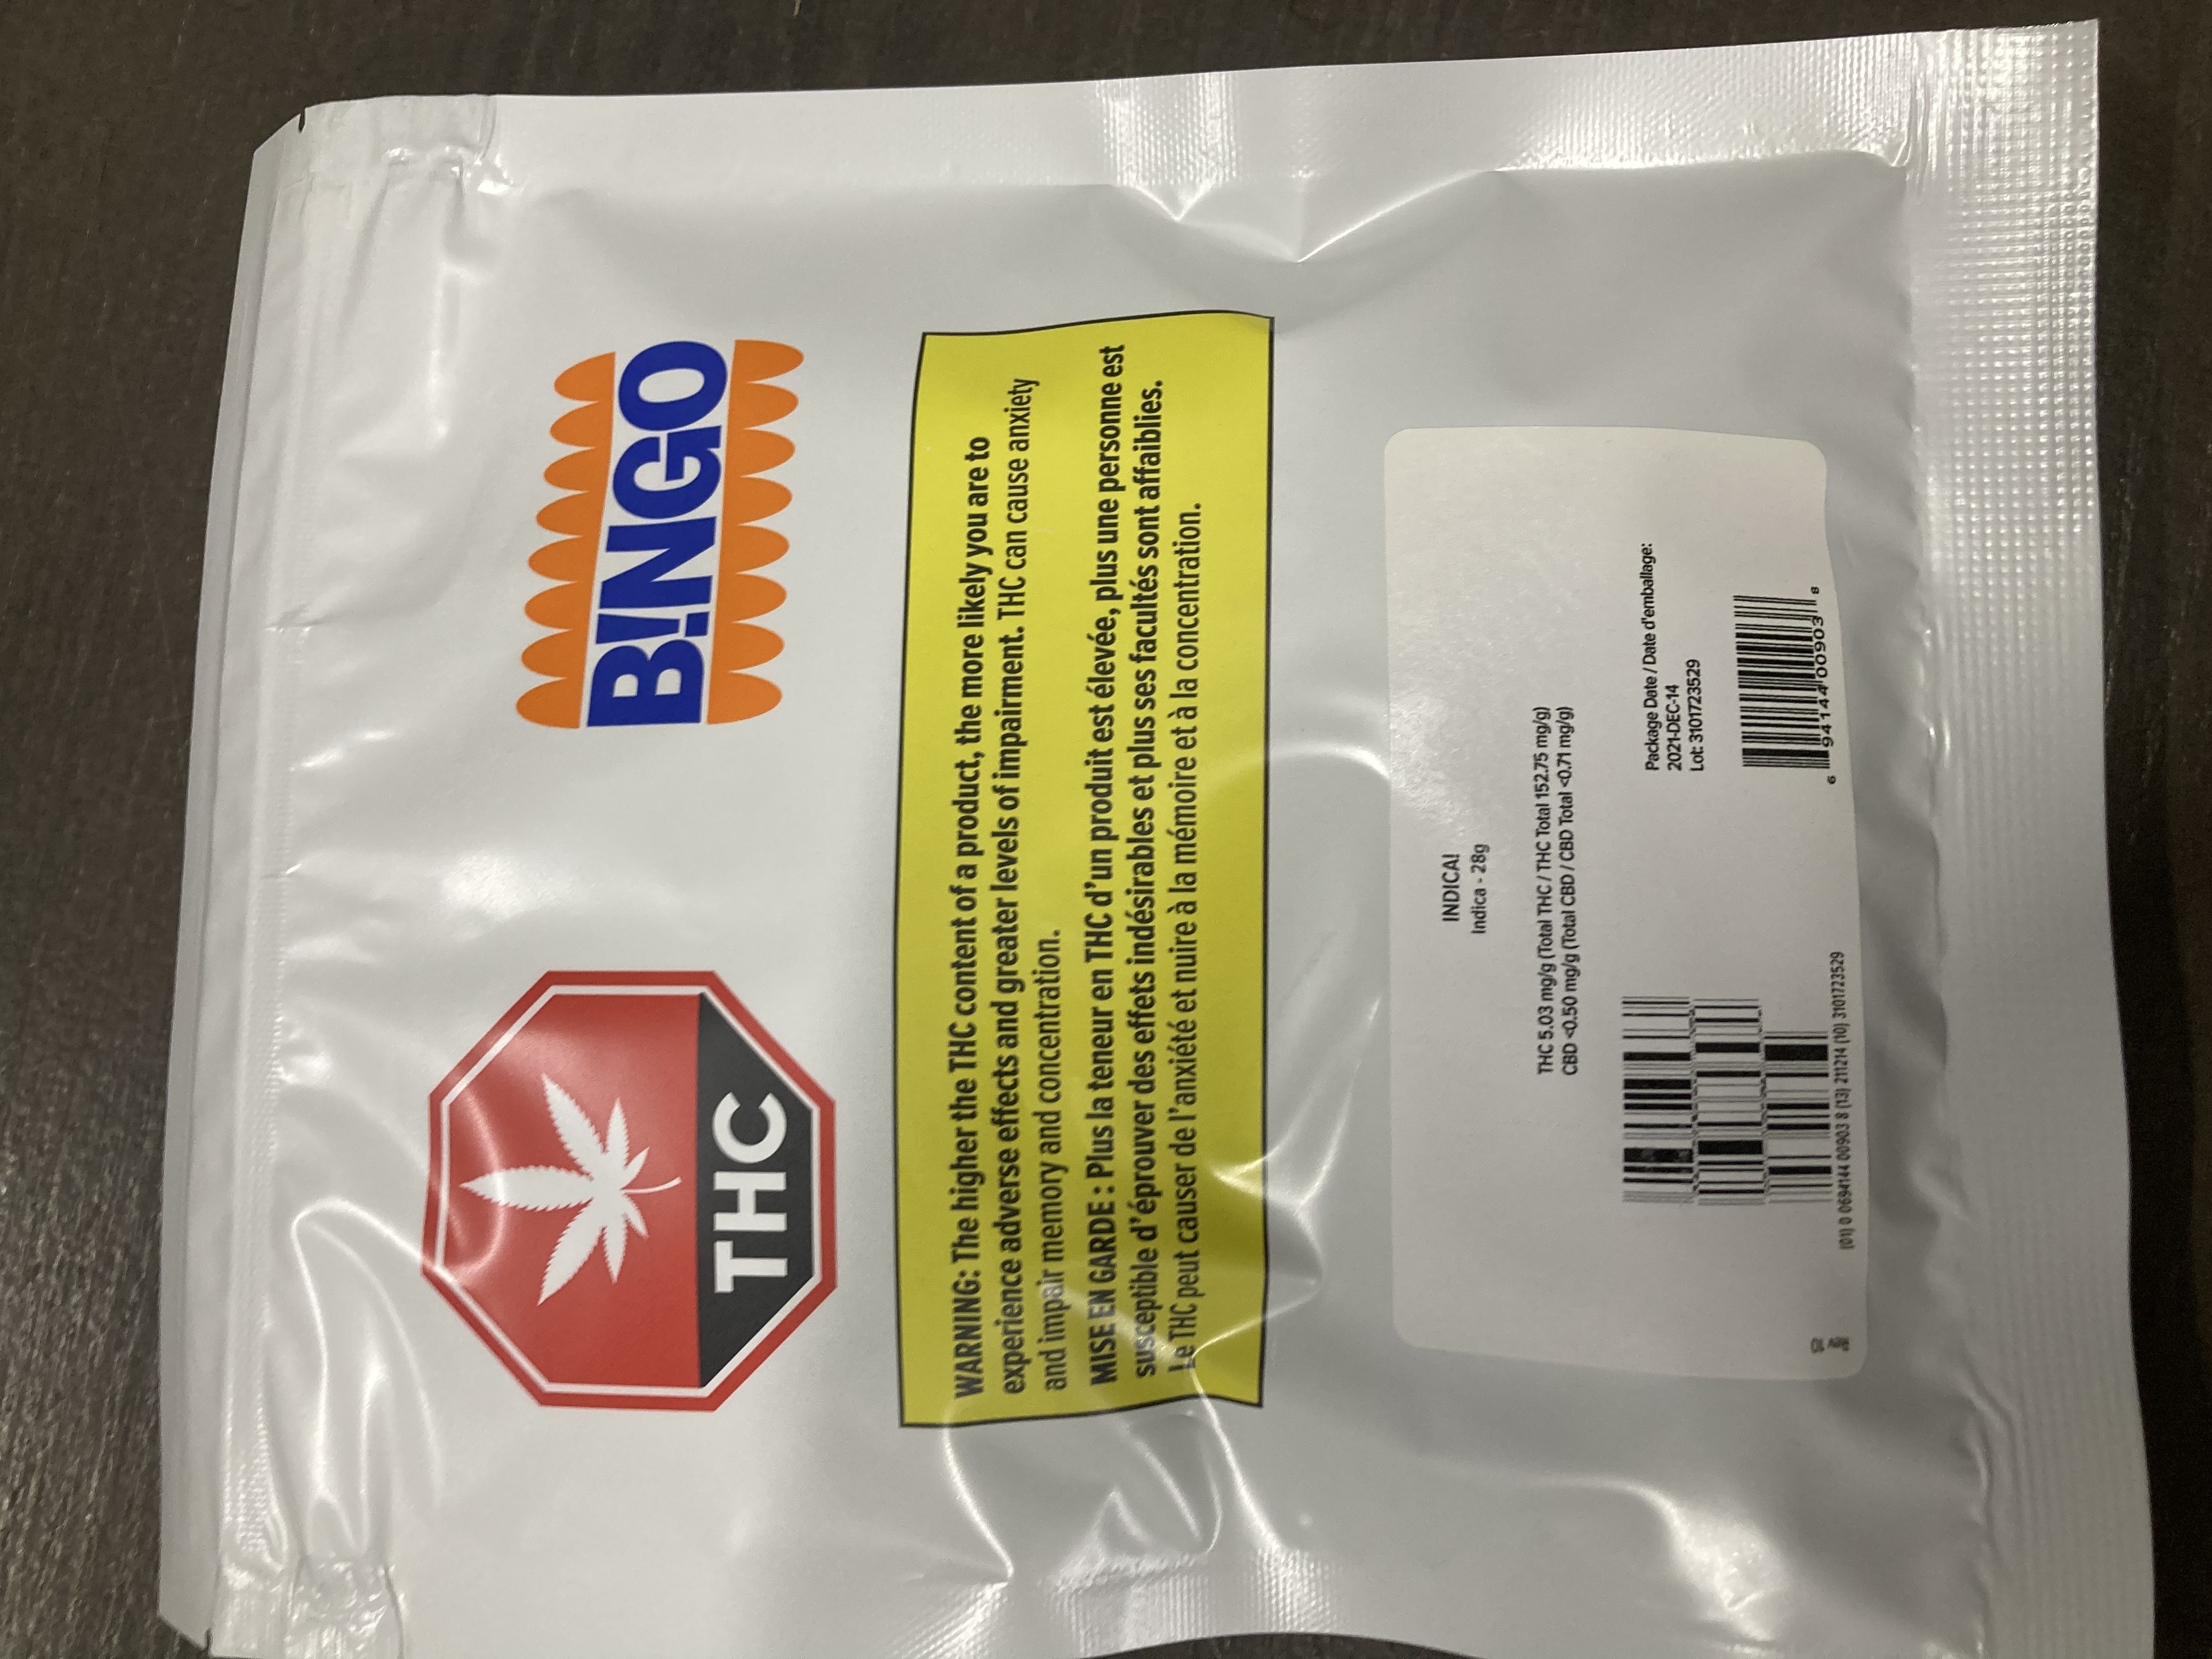 THC
B!NGO
WARNING: The higher the THC content of a product, the more likely you are to
experience adverse effects and greater levels of impairment. THC can cause anxiety
and impair memory and concentration.
MISE EN GARDE : Plus la teneur en THC d'un produit est élevée, plus une personne est
susceptible d'éprouver des effets indésirables et plus ses facultés sont affaiblies.
Le THC peut causer de l'anxiété et nuire à la mémoire et à la concentration.
INDICA!
Indica - 28g
THC 5.03 mg/g (Total THC / THC Total 152.75 mg/g)
CBD <0.50 mg/g (Total CBD / CBD Total <0.71 mg/g)
Package Date / Date d'emballage:
2021-DEC-14
Lot: 3101723529
Rev 10
(01) 0 0694144 00903 8 (13) 211214 (10) 3101723529
6 94144 00903 8